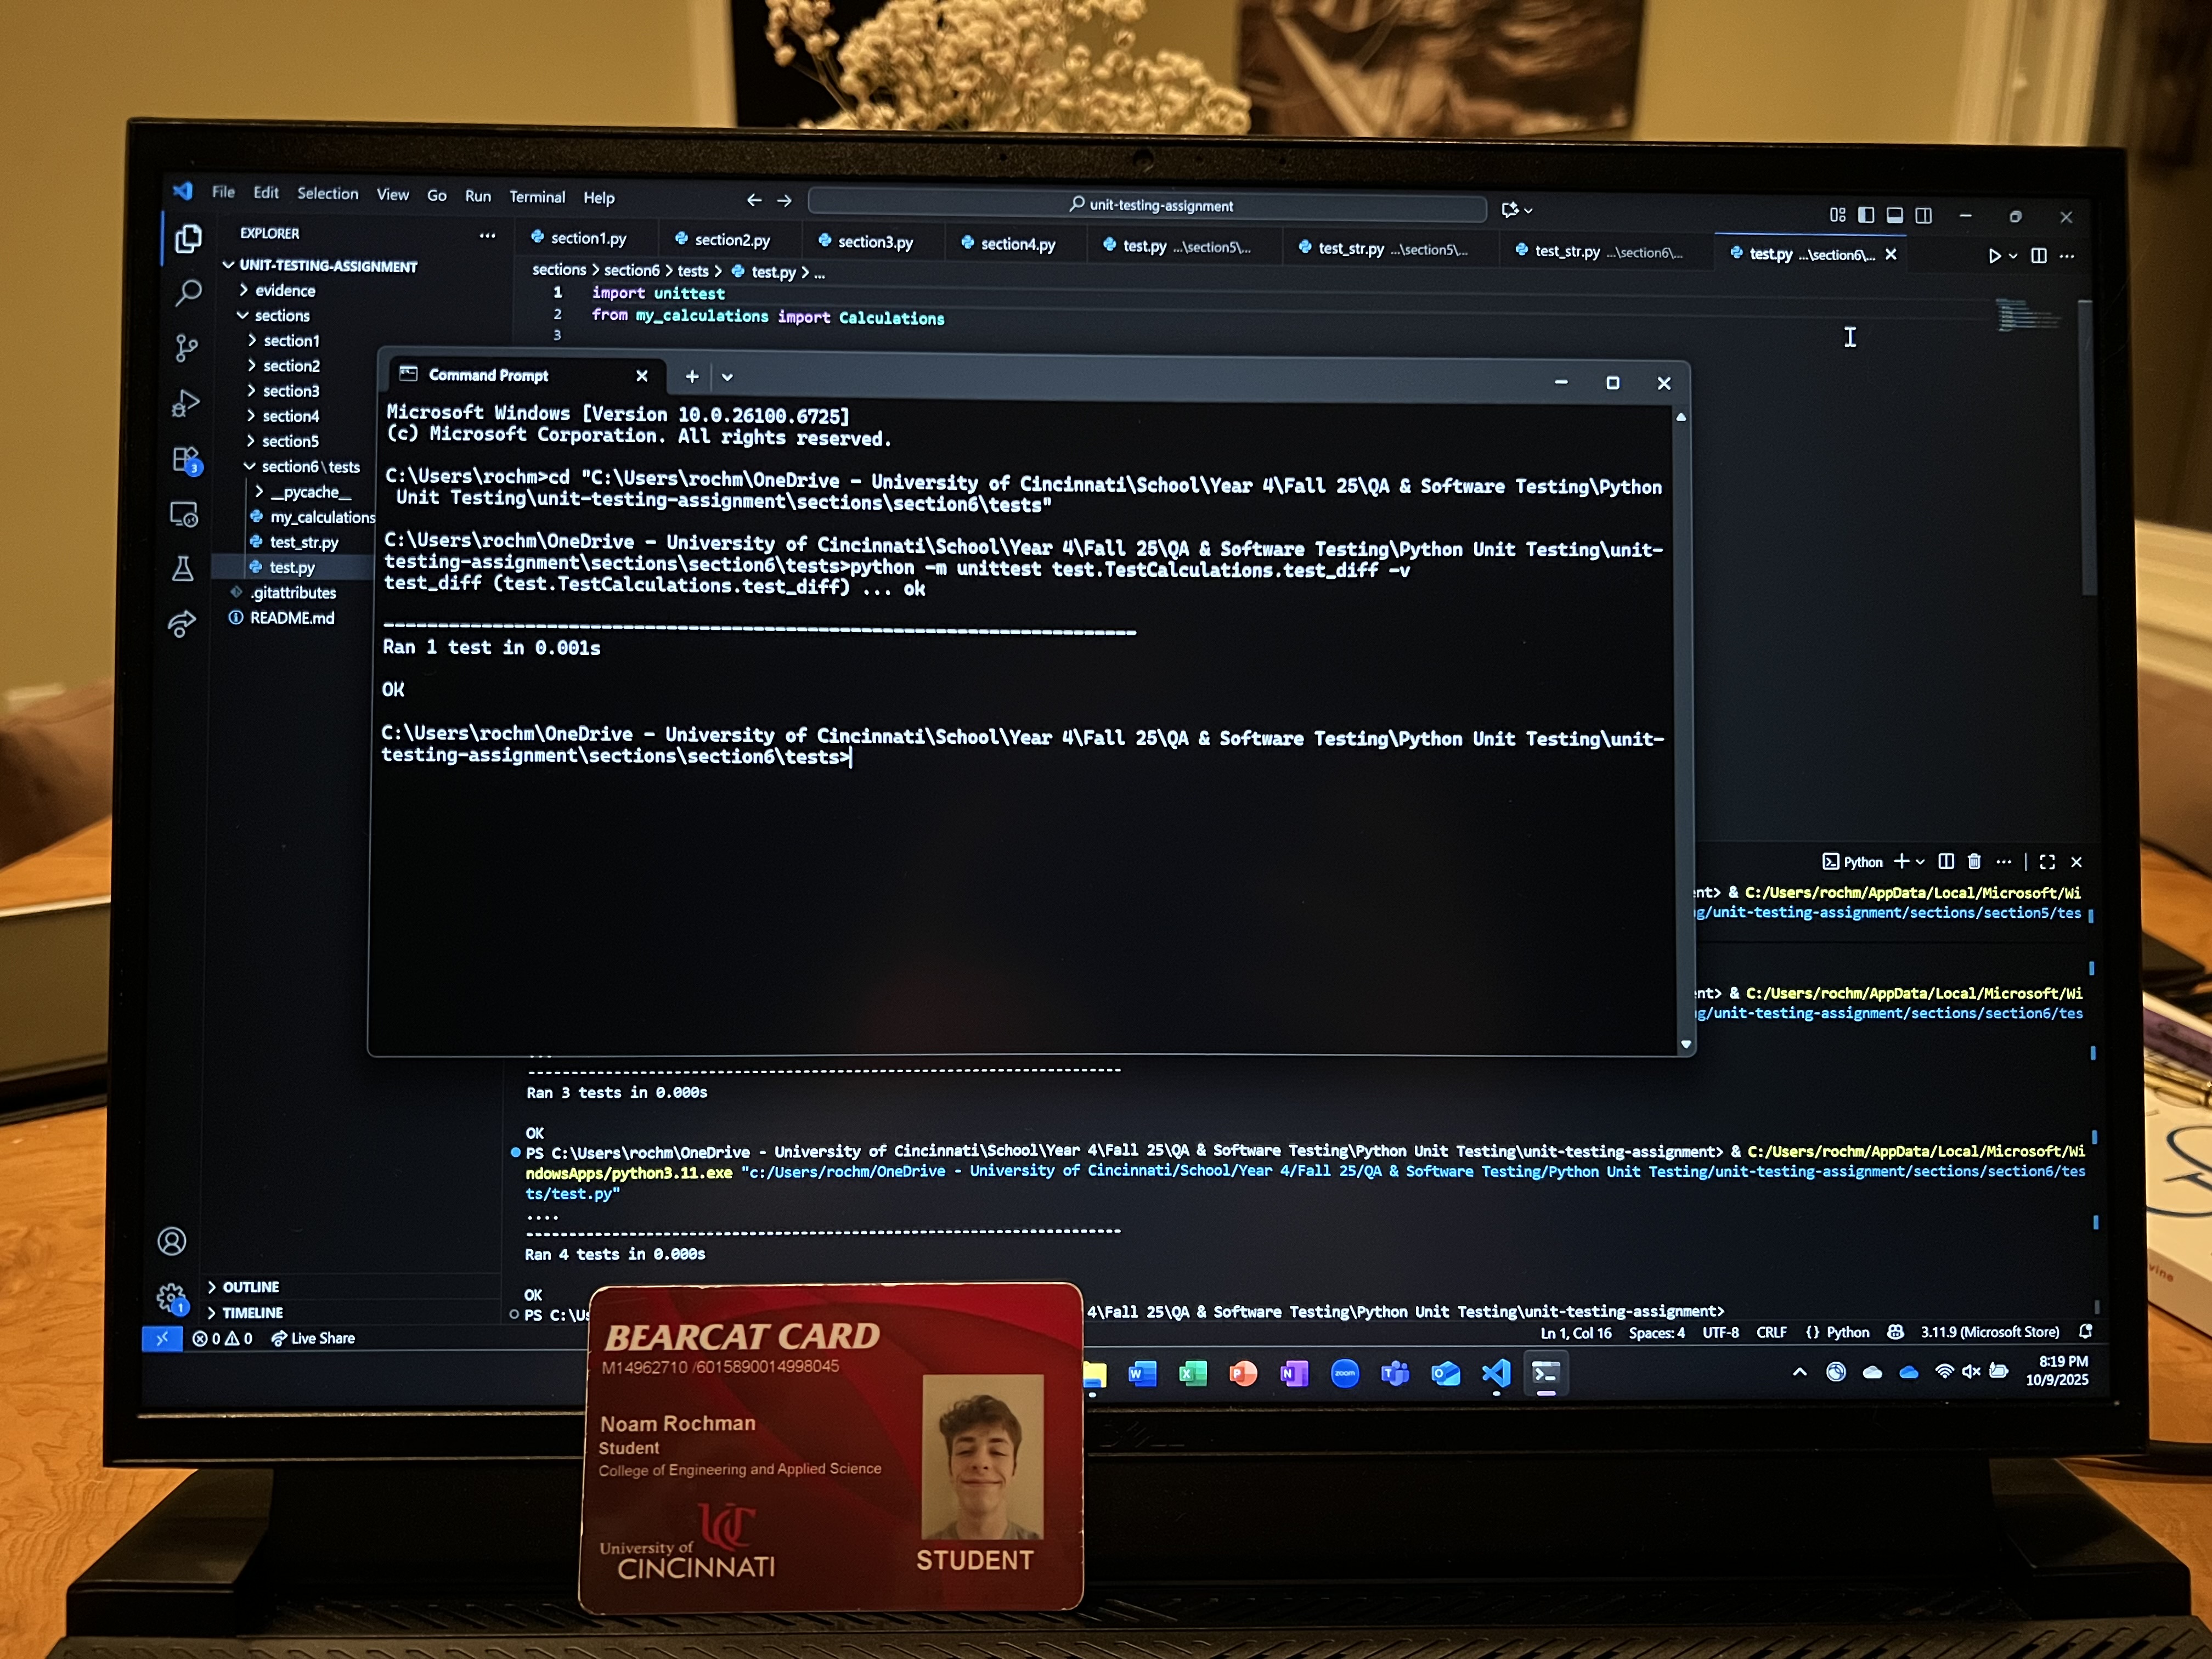 File Edit Selection View Go Run Terminal Help
unit-testing-assignment
EXPLORER
section1.py
section2.py
section3.py
section4.py
test.py ...\section5\...
test_str.py ...\section5\...
test_str.py ...\section6\...
test.py ...\section6\...
UNIT-TESTING-ASSIGNMENT
evidence
sections
section1
section2
section3
section4
section5
section6\tests
__pycache__
my_calculations
test_str.py
test.py
.gitattributes
README.md
3
sections > section6 > tests > test.py > ...
1 import unittest
2 from my_calculations import Calculations
3
Command Prompt
Microsoft Windows [Version 10.0.26100.6725]
(c) Microsoft Corporation. All rights reserved.
C:\Users\rochm>cd "C:\Users\rochm\OneDrive - University of Cincinnati\School\Year 4\Fall 25\QA & Software Testing\Python
Unit Testing\unit-testing-assignment\sections\section6\tests"
C:\Users\rochm\OneDrive - University of Cincinnati\School\Year 4\Fall 25\QA & Software Testing\Python Unit Testing\unit-
testing-assignment\sections\section6\tests>python -m unittest test.TestCalculations.test_diff -v
test_diff (test.TestCalculations.test_diff) ... ok
----------------------------------------------------------------------
Ran 1 test in 0.001s
OK
C:\Users\rochm\OneDrive - University of Cincinnati\School\Year 4\Fall 25\QA & Software Testing\Python Unit Testing\unit-
testing-assignment\sections\section6\tests>
Python
ent> & C:/Users/rochm/AppData/Local/Microsoft/Wi
g/unit-testing-assignment/sections/section5/tes
ent> & C:/Users/rochm/AppData/Local/Microsoft/Wi
g/unit-testing-assignment/sections/section6/tes
...
----------------------------------------------------------------------
Ran 3 tests in 0.000s
OK
PS C:\Users\rochm\OneDrive - University of Cincinnati\School\Year 4\Fall 25\QA & Software Testing\Python Unit Testing\unit-testing-assignment> & C:/Users/rochm/AppData/Local/Microsoft/Wi
ndowsApps/python3.11.exe "c:/Users/rochm/OneDrive - University of Cincinnati/School/Year 4/Fall 25/QA & Software Testing/Python Unit Testing/unit-testing-assignment/sections/section6/tes
ts/test.py"
....
----------------------------------------------------------------------
Ran 4 tests in 0.000s
OK
PS C:\Us 4\Fall 25\QA & Software Testing\Python Unit Testing\unit-testing-assignment>
OUTLINE
TIMELINE
1
0 0 Live Share
Ln 1, Col 16 Spaces: 4 UTF-8 CRLF {} Python 3.11.9 (Microsoft Store)
zoom
8:19 PM
10/9/2025
DELL
BEARCAT CARD
M14962710 /6015890014998045
Noam Rochman
Student
College of Engineering and Applied Science
UC
University of
CINCINNATI
STUDENT
vine